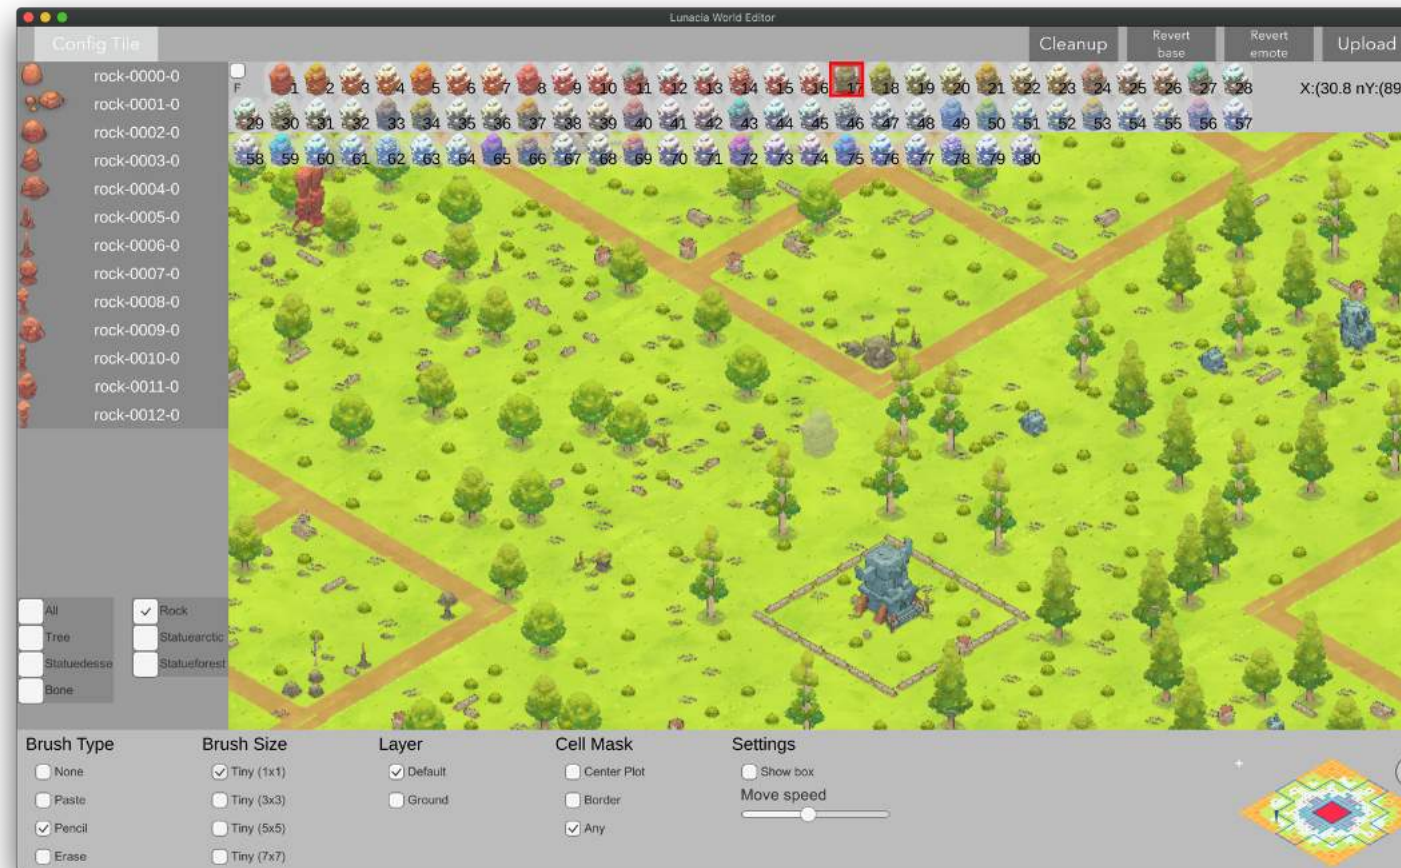 Lunacia World Editor
Config Tile
Cleanup
Revert
base
Revert
emote
Upload
rock-0000-0
rock-0001-0
rock-0002-0
rock-0003-0
rock-0004-0
rock-0005-0
rock-0006-0
rock-0007-0
rock-0008-0
rock-0009-0
rock-0010-0
rock-0011-0
rock-0012-0
F
1 2 3 4 5 6 7 8 9 10 11 12 13 14 15 16 17 18 19 20 21 22 23 24 25 26 27 28
X:(30.8 nY:(89
29 30 31 32 33 34 35 36 37 38 39 40 41 42 43 44 45 46 47 48 49 50 51 52 53 54 55 56 57
58 59 60 61 62 63 64 65 66 67 68 69 70 71 72 73 74 75 76 77 78 79 80
All
Rock
Tree
Statuearctic
Statuedesse
Statueforest
Bone
Brush Type
None
Paste
Pencil
Erase
Brush Size
Tiny (1x1)
Tiny (3x3)
Tiny (5x5)
Tiny (7x7)
Layer
Default
Ground
Cell Mask
Center Plot
Border
Any
Settings
Show box
Move speed